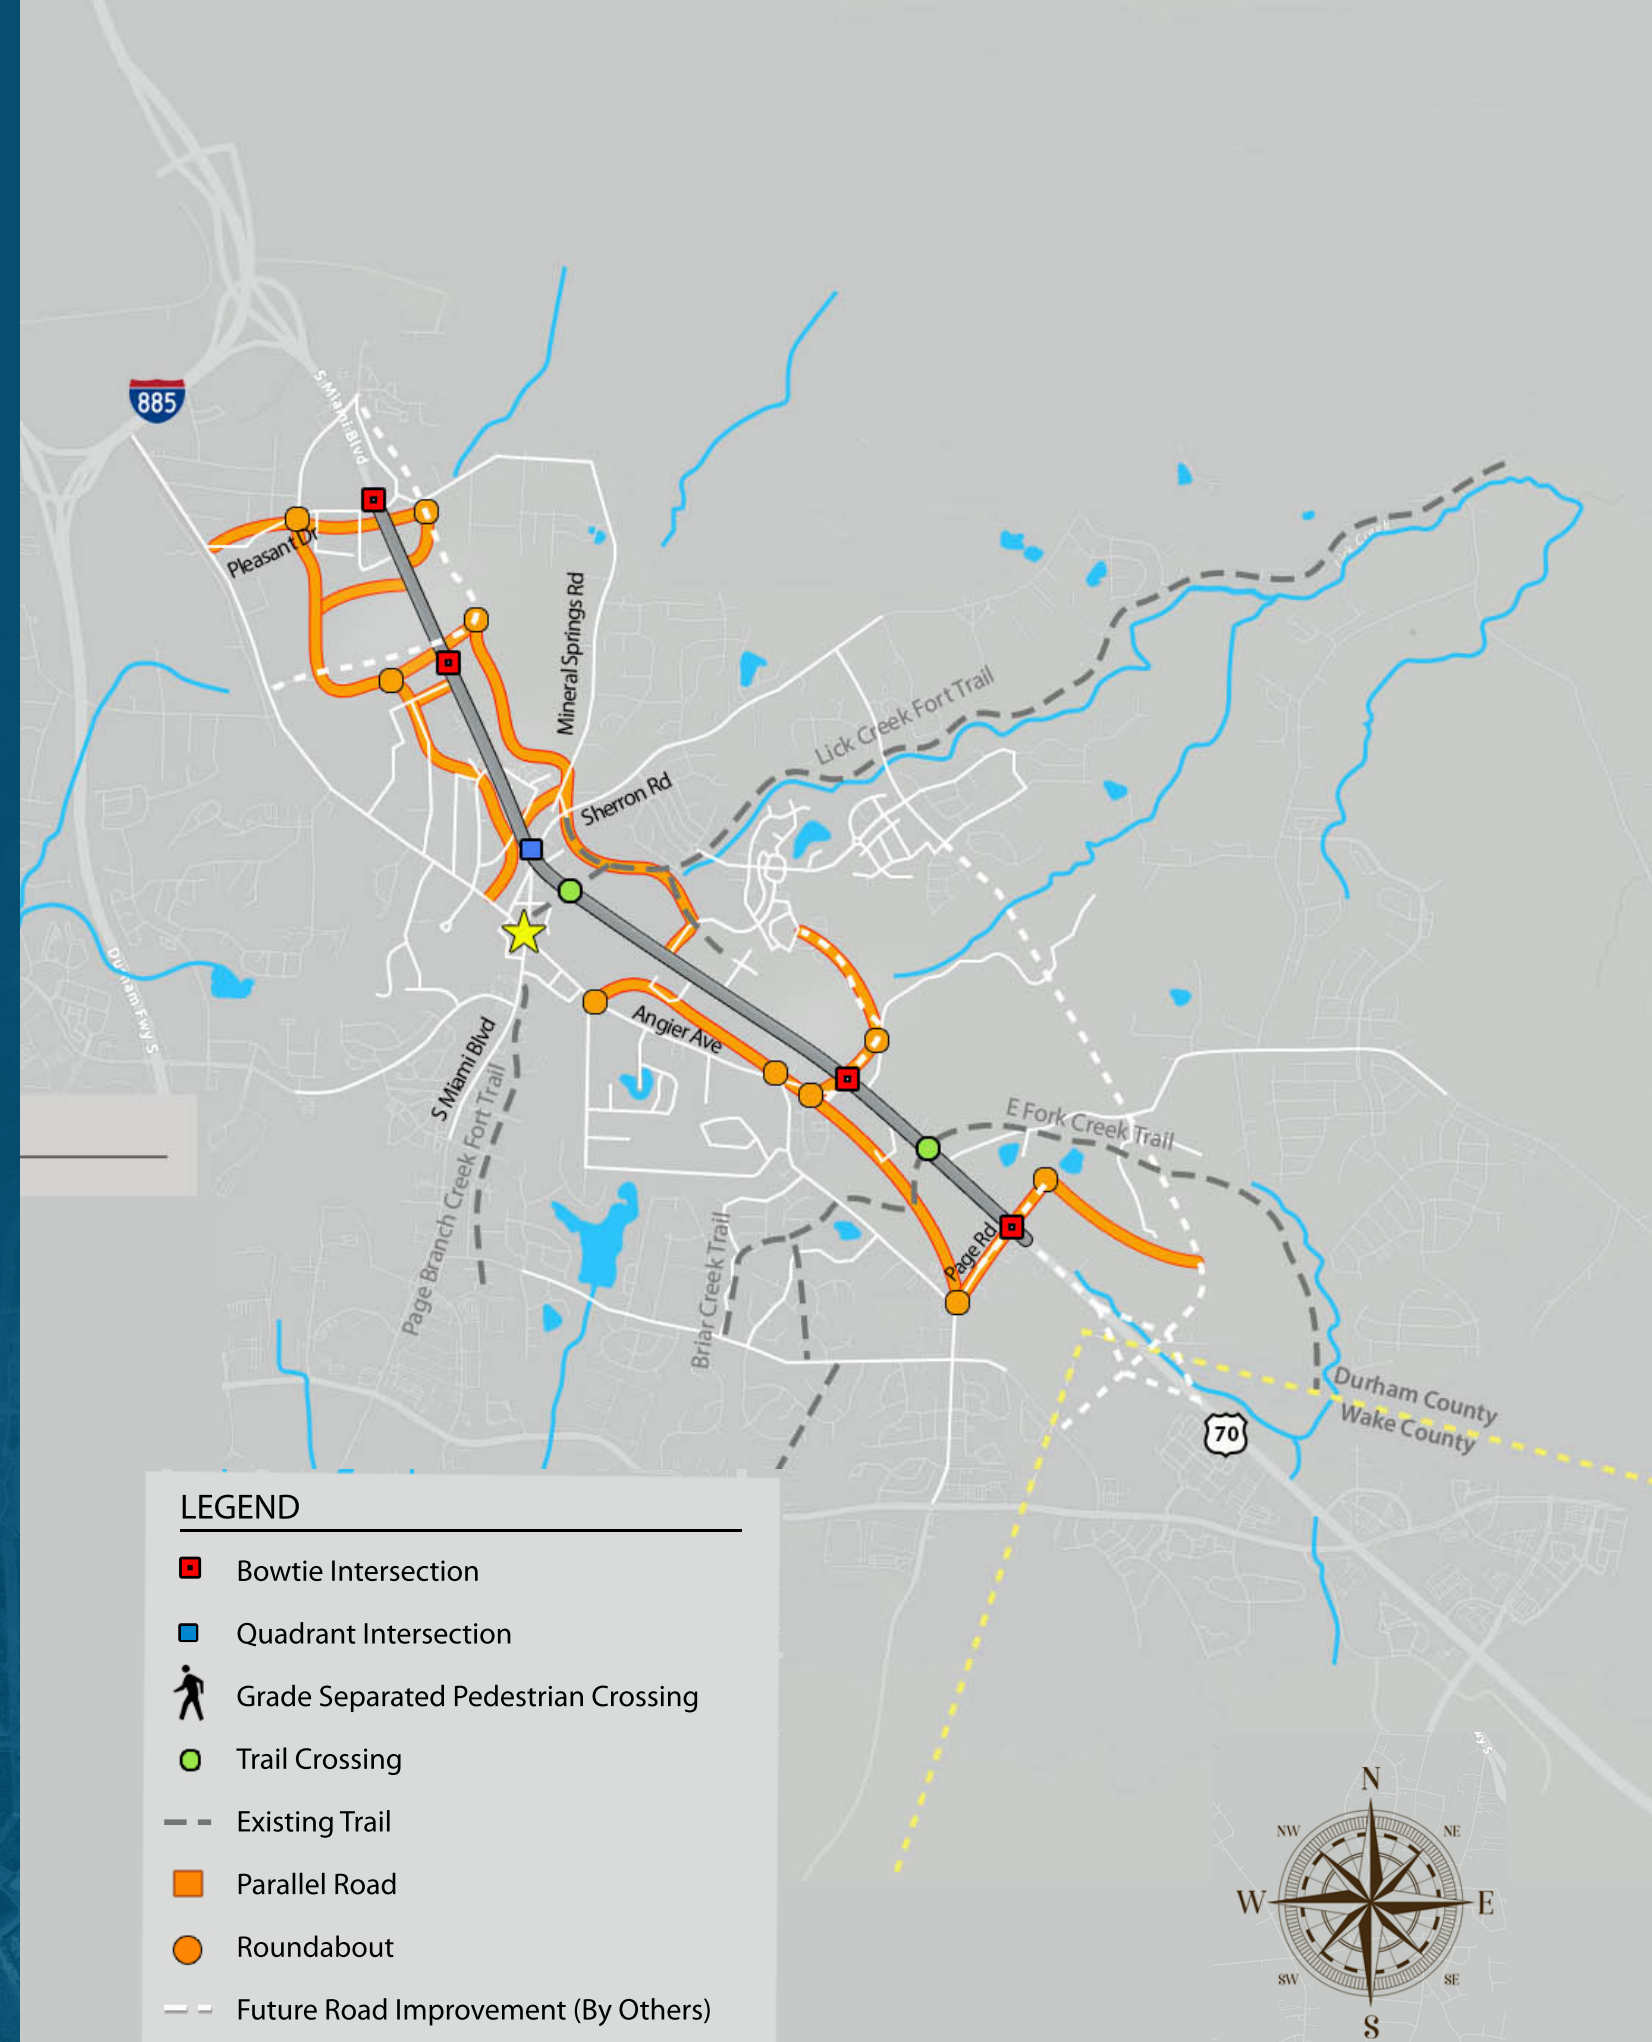 885
S Miami Blvd
Pleasant Dr
Mineral Springs Rd
Sherron Rd
Lick Creek Fort Trail
Lick Creek
Durham Fwy S
Angier Ave
S Miami Blvd
Page Branch Creek Fort Trail
E Fork Creek Trail
Page Rd
Briar Creek Trail
Durham County
Wake County
70
LEGEND
Bowtie Intersection
Quadrant Intersection
Grade Separated Pedestrian Crossing
Trail Crossing
Existing Trail
Parallel Road
Roundabout
Future Road Improvement (By Others)
N
NW
NE
W
E
SW
SE
S